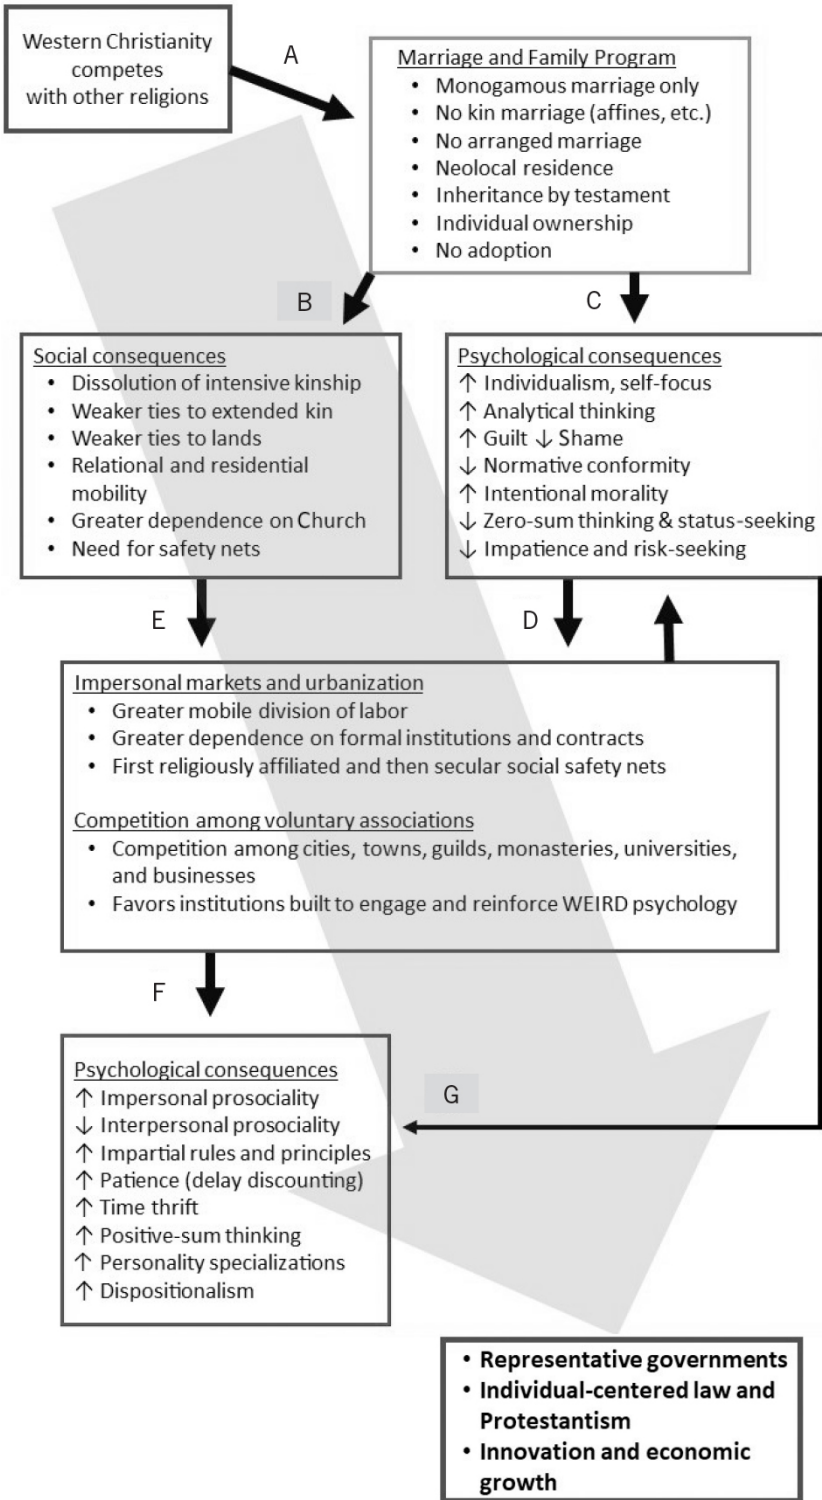 Western Christianity
competes
with other religions
A
Marriage and Family Program
• Monogamous marriage only
• No kin marriage (affines, etc.)
• No arranged marriage
• Neolocal residence
• Inheritance by testament
• Individual ownership
• No adoption
B
C
Social consequences
• Dissolution of intensive kinship
• Weaker ties to extended kin
• Weaker ties to lands
• Relational and residential
mobility
• Greater dependence on Church
• Need for safety nets
Psychological consequences
↑ Individualism, self-focus
↑ Analytical thinking
↑ Guilt ↓ Shame
↓ Normative conformity
↑ Intentional morality
↓ Zero-sum thinking & status-seeking
↓ Impatience and risk-seeking
E
D
Impersonal markets and urbanization
• Greater mobile division of labor
• Greater dependence on formal institutions and contracts
• First religiously affiliated and then secular social safety nets
Competition among voluntary associations
• Competition among cities, towns, guilds, monasteries, universities,
and businesses
• Favors institutions built to engage and reinforce WEIRD psychology
F
Psychological consequences
↑ Impersonal prosociality
↓ Interpersonal prosociality
↑ Impartial rules and principles
↑ Patience (delay discounting)
↑ Time thrift
↑ Positive-sum thinking
↑ Personality specializations
↑ Dispositionalism
G
• Representative governments
• Individual-centered law and
Protestantism
• Innovation and economic
growth